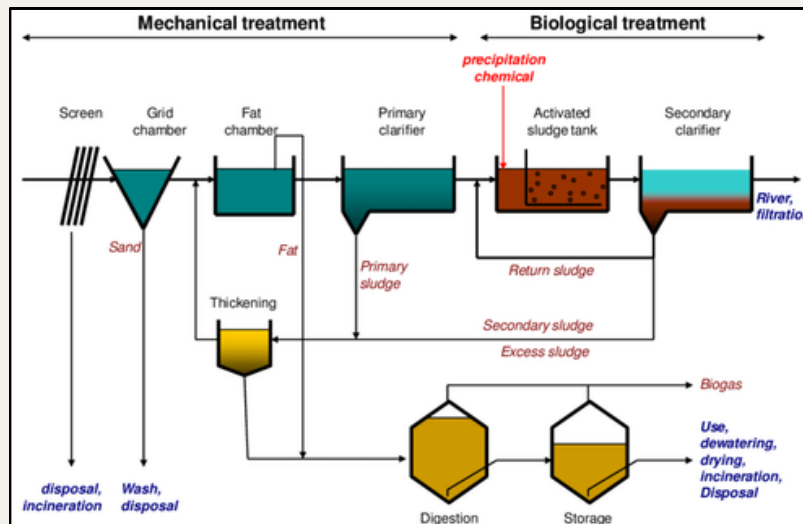 Mechanical treatment
Biological treatment
precipitation
chemical
Screen
Grid
chamber
Fat
chamber
Primary
clarifier
Activated
sludge tank
Secondary
clarifier
River,
filtration
Sand
Fat
Primary
sludge
Return sludge
Thickening
Secondary sludge
Excess sludge
Biogas
Use,
dewatering,
drying,
incineration,
Disposal
disposal,
incineration
Wash,
disposal
Digestion
Storage